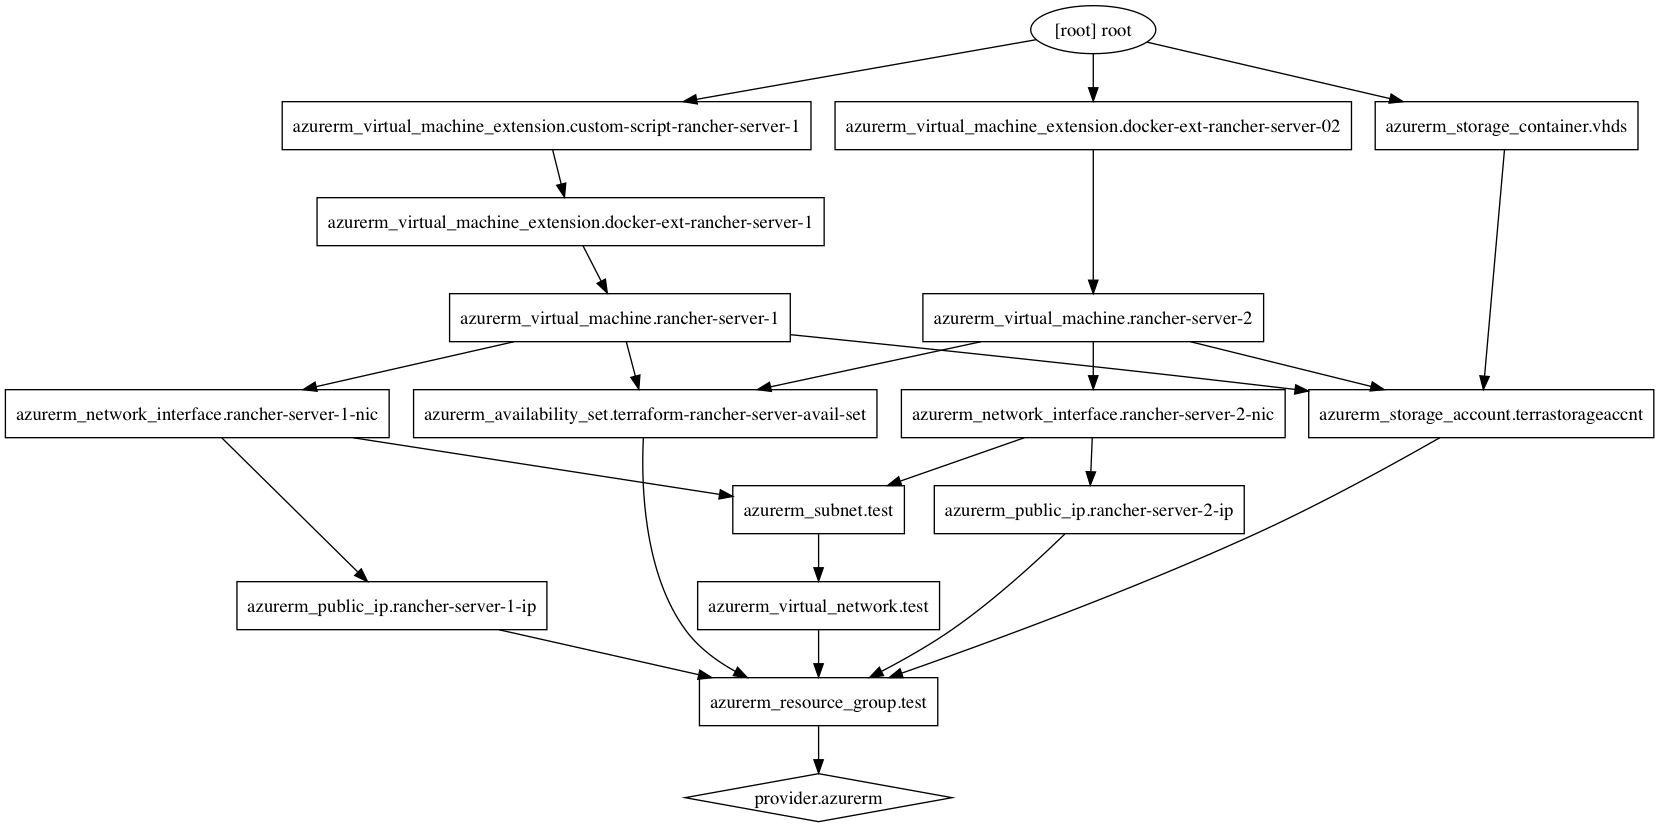 [root] root
azurerm_virtual_machine_extension.custom-script-rancher-server-1
azurerm_virtual_machine_extension.docker-ext-rancher-server-02
azurerm_storage_container.vhds
azurerm_virtual_machine_extension.docker-ext-rancher-server-1
azurerm_virtual_machine.rancher-server-1
azurerm_virtual_machine.rancher-server-2
azurerm_network_interface.rancher-server-1-nic
azurerm_availability_set.terraform-rancher-server-avail-set
azurerm_network_interface.rancher-server-2-nic
azurerm_storage_account.terrastorageaccnt
azurerm_subnet.test
azurerm_public_ip.rancher-server-2-ip
azurerm_public_ip.rancher-server-1-ip
azurerm_virtual_network.test
azurerm_resource_group.test
provider.azurerm